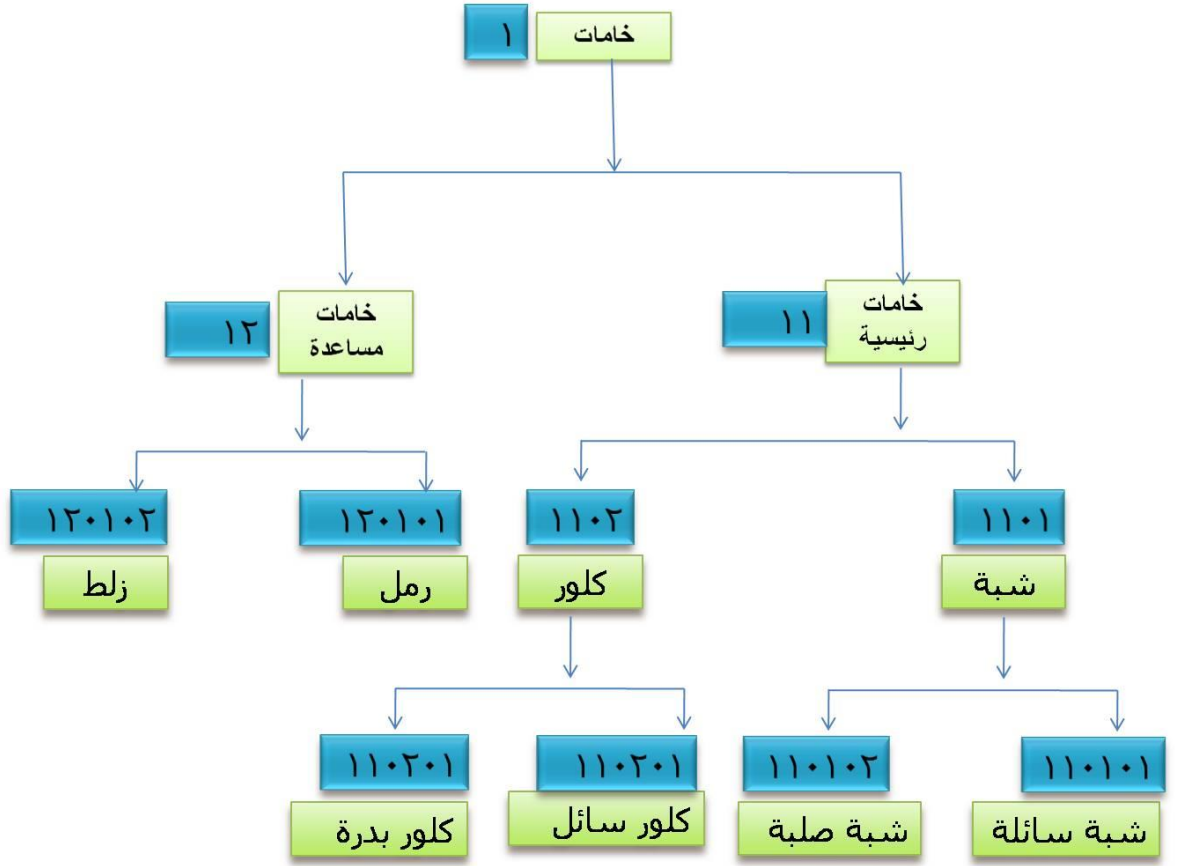 خامات
١
خامات
رئيسية
١١
خامات
مساعدة
١٢
١١٠١
١١٠٢
١٢٠١٠١
١٢٠١٠٢
شبة
كلور
رمل
زلط
١١٠١٠١
١١٠١٠٢
١١٠٢٠١
١١٠٢٠١
شبة سائلة
شبة صلبة
كلور سائل
كلور بدرة